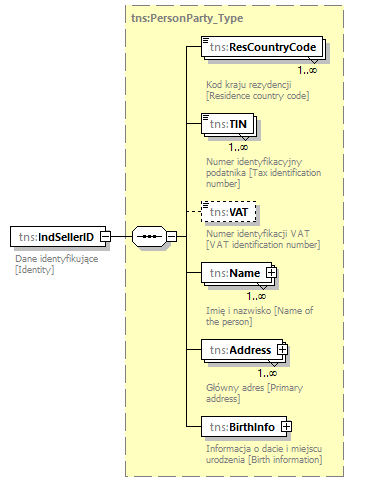 tns:PersonParty_Type
tns:ResCountryCode
1..∞
Kod kraju rezydencji
[Residence country code]
tns:TIN
1..∞
Numer identyfikacyjny
podatnika [Tax identification
number]
tns:VAT
Numer identyfikacji VAT
[VAT identification number]
tns:IndSellerID
Dane identyfikujące
[Identity]
tns:Name
1..∞
Imię i nazwisko [Name of
the person]
tns:Address
1..∞
Główny adres [Primary
address]
tns:BirthInfo
Informacja o dacie i miejscu
urodzenia [Birth information]